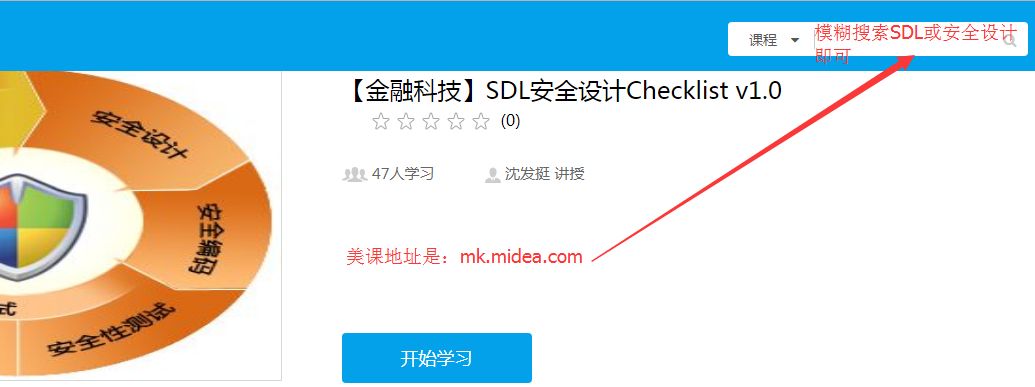 课程
模糊搜索SDL或安全设计
即可
【金融科技】SDL安全设计Checklist v1.0
(0)
47人学习
沈发挺 讲授
美课地址是：mk.midea.com
开始学习
安全设计
安全编码
安全性测试
式